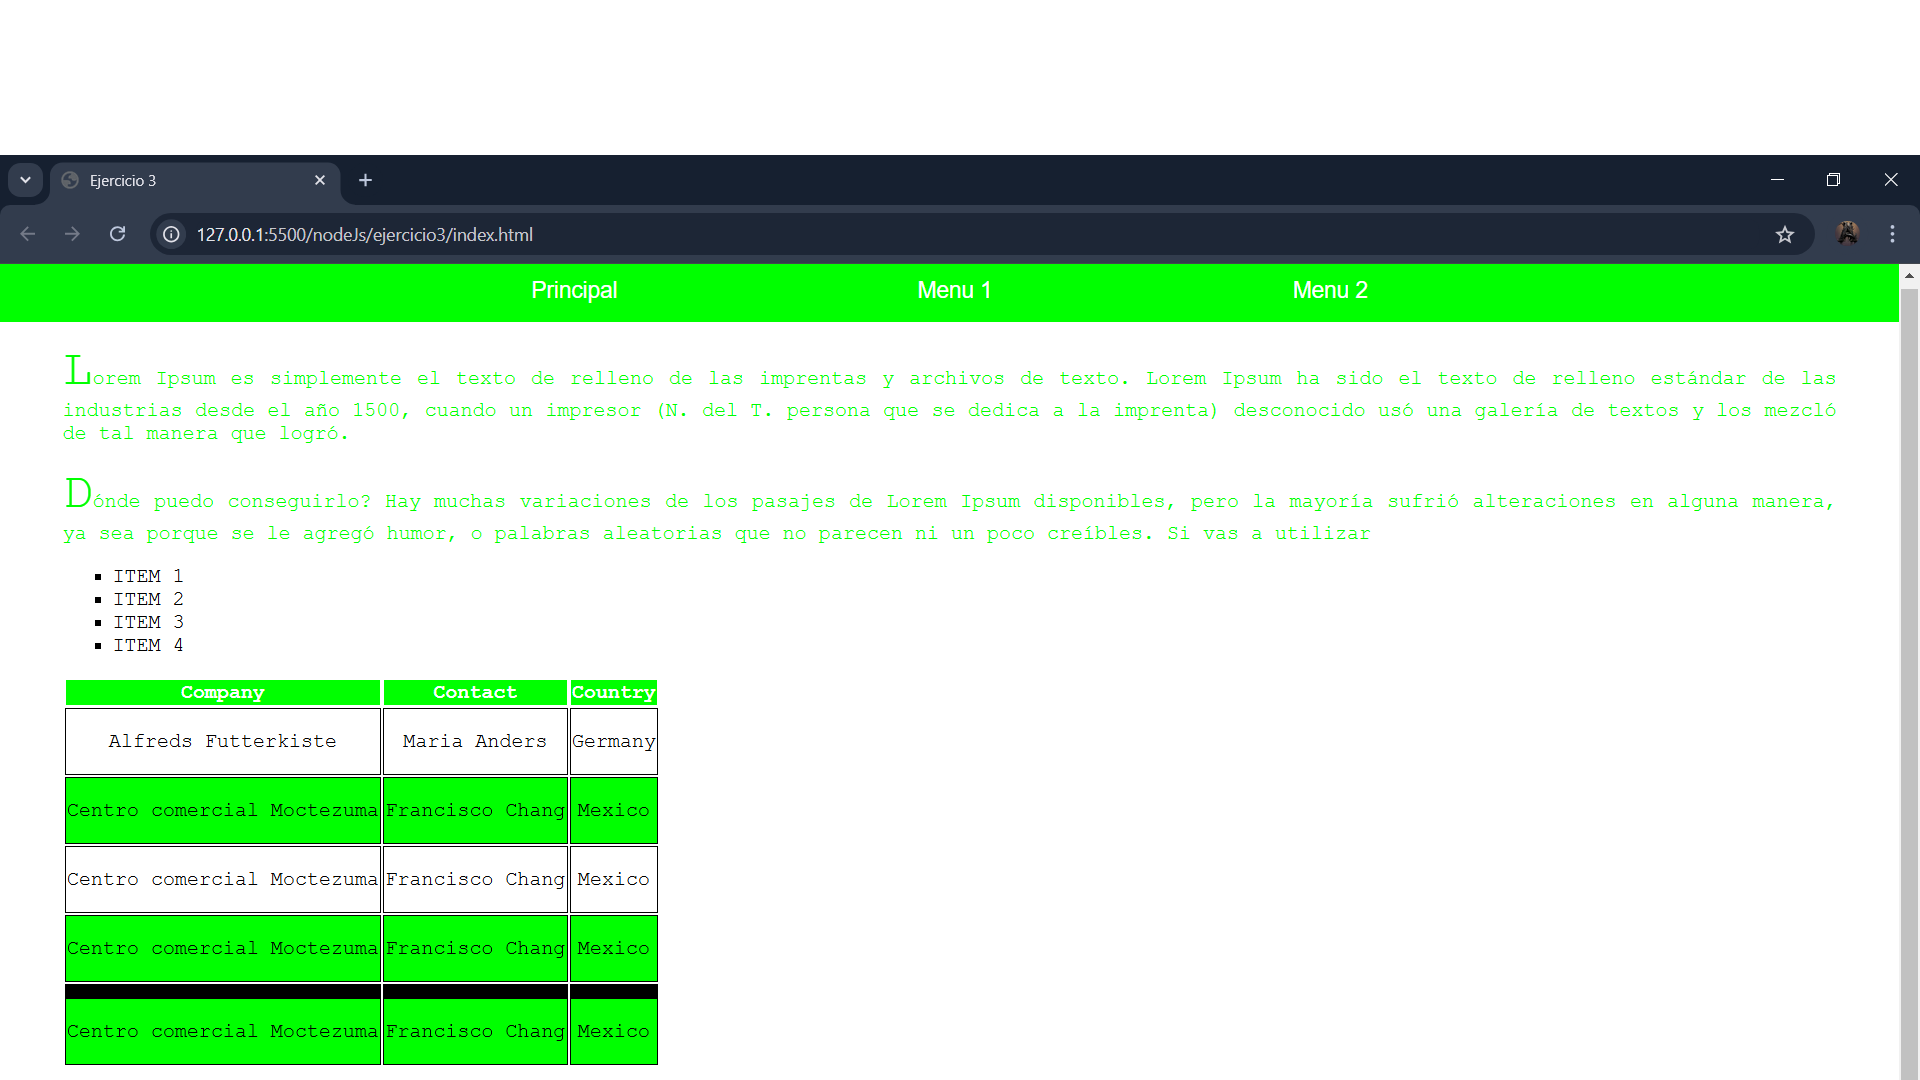 Ejercicio 3
127.0.0.1:5500/nodeJs/ejercicio3/index.html
Principal Menu 1 Menu 2
Lorem Ipsum es simplemente el texto de relleno de las imprentas y archivos de texto. Lorem Ipsum ha sido el texto de relleno estándar de las
industrias desde el año 1500, cuando un impresor (N. del T. persona que se dedica a la imprenta) desconocido usó una galería de textos y los mezcló
de tal manera que logró.
Dónde puedo conseguirlo? Hay muchas variaciones de los pasajes de Lorem Ipsum disponibles, pero la mayoría sufrió alteraciones en alguna manera,
ya sea porque se le agregó humor, o palabras aleatorias que no parecen ni un poco creíbles. Si vas a utilizar
ITEM 1
ITEM 2
ITEM 3
ITEM 4
Company Contact Country
Alfreds Futterkiste Maria Anders Germany
Centro comercial Moctezuma Francisco Chang Mexico
Centro comercial Moctezuma Francisco Chang Mexico
Centro comercial Moctezuma Francisco Chang Mexico
Centro comercial Moctezuma Francisco Chang Mexico